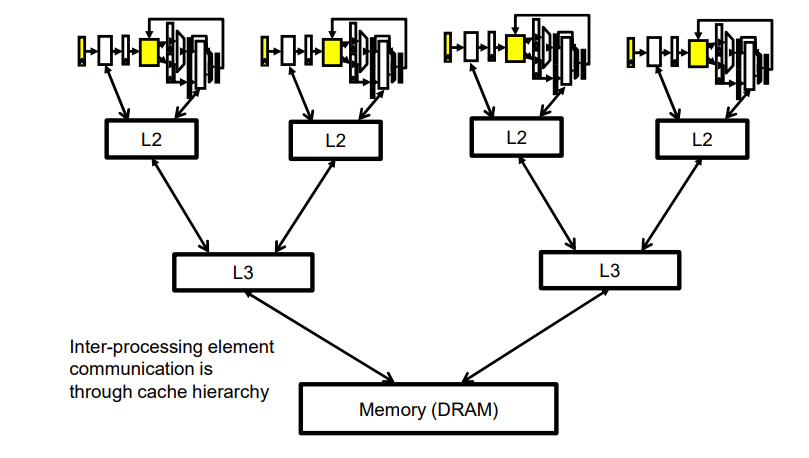 L2
L2
L2
L2
L3
L3
Inter-processing element
communication is
through cache hierarchy
Memory (DRAM)